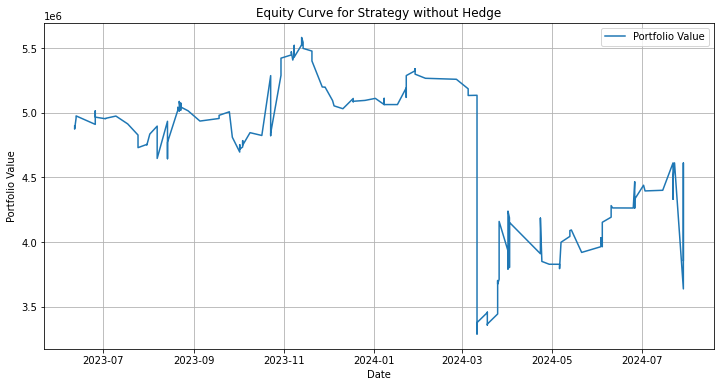 Equity Curve for Strategy without Hedge
1e6
Portfolio Value
5.5
5.0
4.5
4.0
3.5
Portfolio Value
2023-07 2023-09 2023-11 2024-01 2024-03 2024-05 2024-07
Date